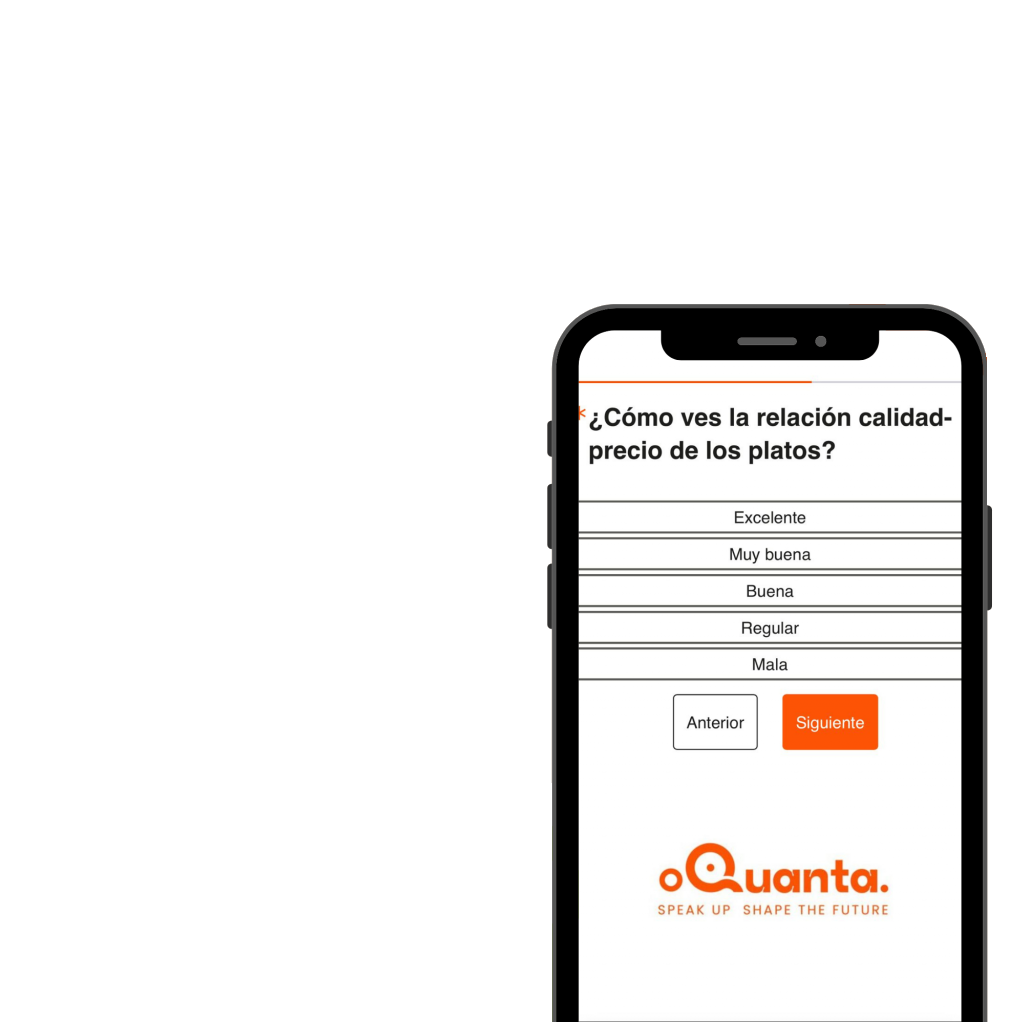 * ¿Cómo ves la relación calidad-
precio de los platos?
Excelente
Muy buena
Buena
Regular
Mala
Anterior
Siguiente
oQuanta.
SPEAK UP SHAPE THE FUTURE